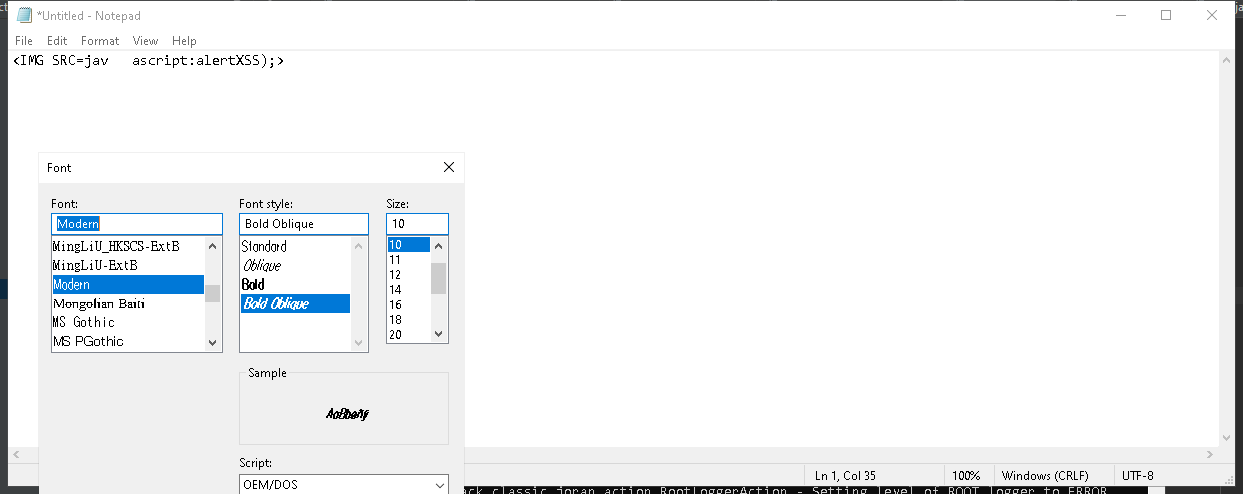 *Untitled - Notepad
File Edit Format View Help
<IMG SRC=jav   ascript:alertXSS);>
Font
Font: Font style: Size:
Modern Bold Oblique 10
MingLiU_HKSCS-ExtB Standard 10
MingLiU-ExtB Oblique 11
Modern Bold 12
Mongolian Baiti Bold Oblique 14
MS Gothic 16
MS PGothic 18
20
Sample
AaBbYy
Script:
OEM/DOS
Ln 1, Col 35 100% Windows (CRLF) UTF-8
ack.classic.joran.action.RootLoggerAction - Setting level of ROOT logger to ERROR